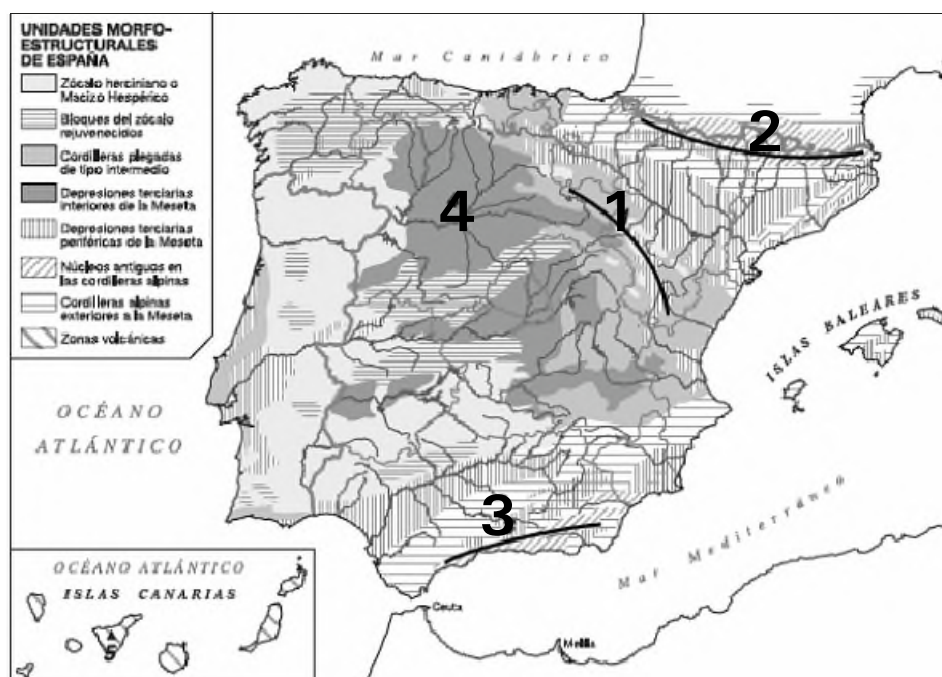 UNIDADES MORFO-
ESTRUCTURALES
DE ESPAÑA
Zócalo herciniano o
Macizo Hespérico
Bloques del zócalo
rejuvenecidos
Cordilleras plegadas
de tipo intermedio
Depresiones terciarias
interiores de la Meseta
Depresiones terciarias
periféricas de la Meseta
Núcleos antiguos en
las cordilleras alpinas
Cordilleras alpinas
exteriores a la Meseta
Zonas volcánicas
Mar Cantábrico
2
1
4
ISLAS BALEARES
OCÉANO
ATLÁNTICO
3
Mar Mediterráneo
OCÉANO ATLÁNTICO
ISLAS CANARIAS
5
Ceuta
Melilla